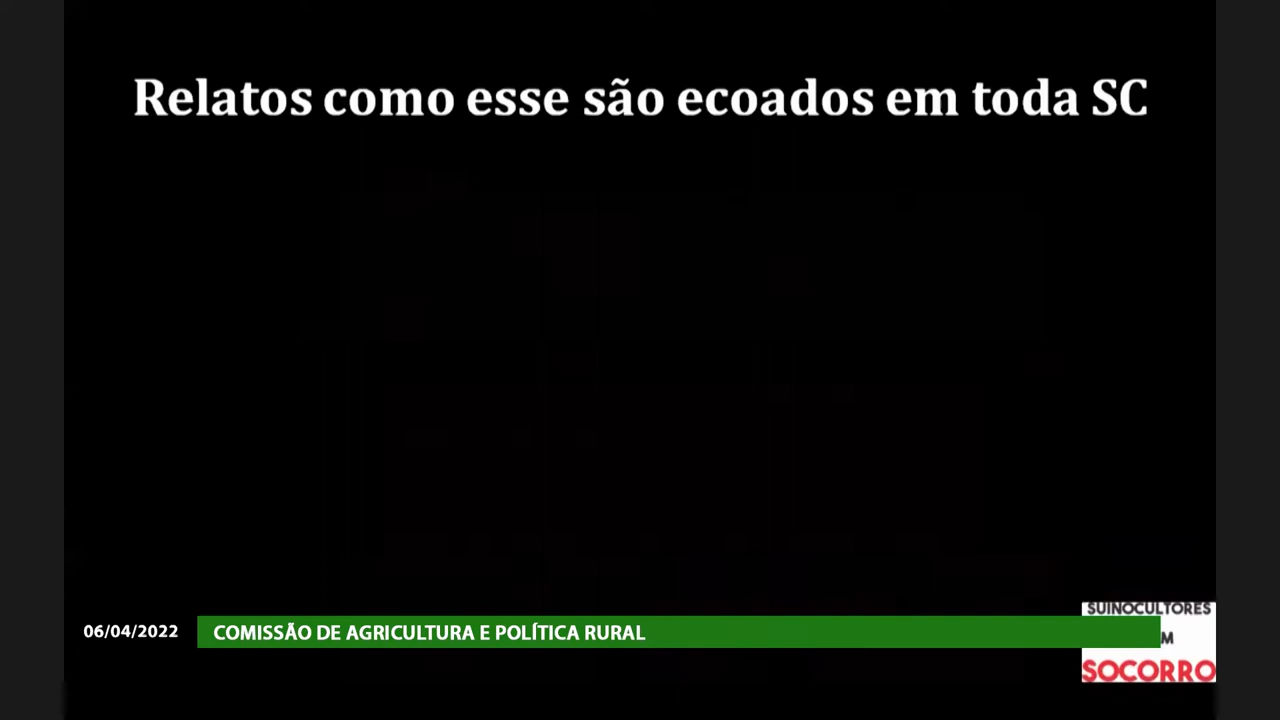 Relatos como esse são ecoados em toda SC
SUINOCULTORES
06/04/2022 COMISSÃO DE AGRICULTURA E POLÍTICA RURAL
M
SOCORRO